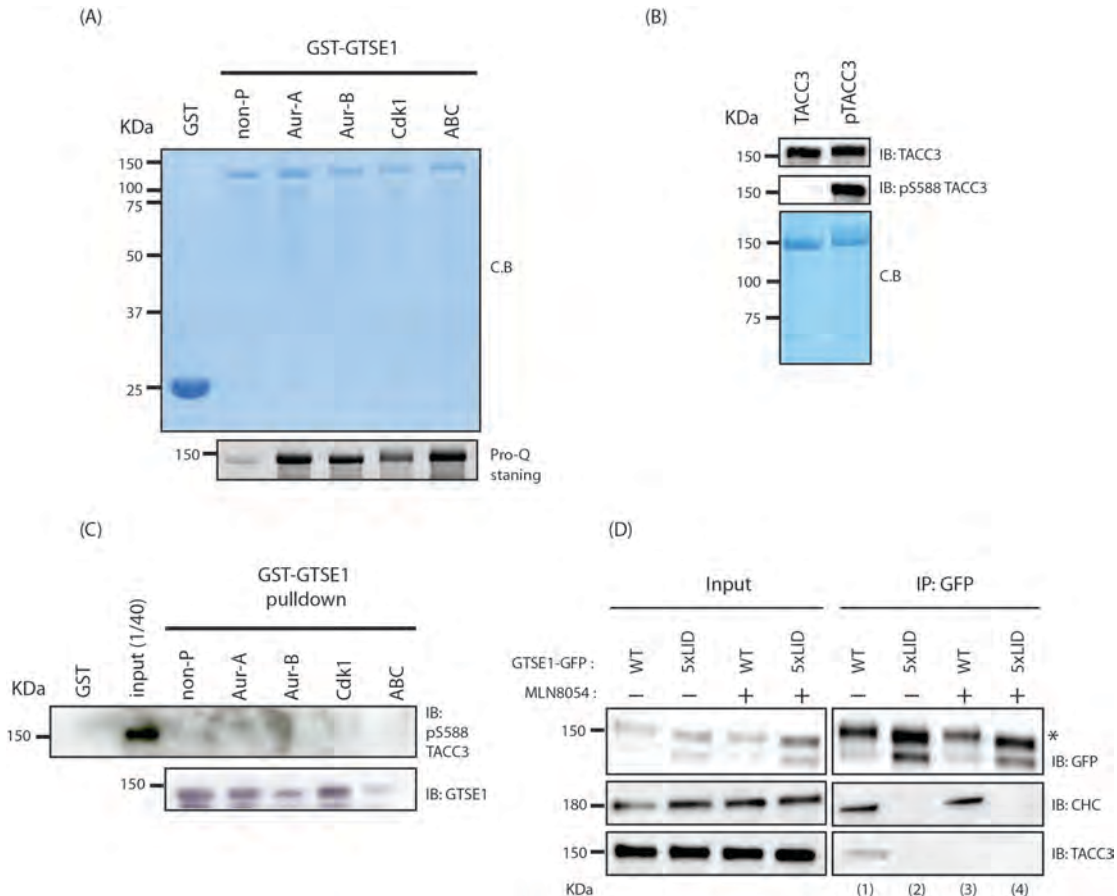 (A)
GST-GTSE1
KDa
GST
non-P
Aur-A
Aur-B
Cdk1
ABC
150
100
75
50
37
25
C.B
150
Pro-Q
staning
(B)
KDa
TACC3
pTACC3
150
IB: TACC3
150
IB: pS588 TACC3
150
100
75
C.B
(C)
GST-GTSE1
pulldown
KDa
GST
input (1/40)
non-P
Aur-A
Aur-B
Cdk1
ABC
150
IB:
pS588
TACC3
150
IB: GTSE1
(D)
Input
IP: GFP
GTSE1-GFP :
WT
5xLID
WT
5xLID
WT
5xLID
WT
5xLID
MLN8054 :
– – + + – – + +
150
*
IB: GFP
180
IB: CHC
150
IB: TACC3
KDa
(1) (2) (3) (4)